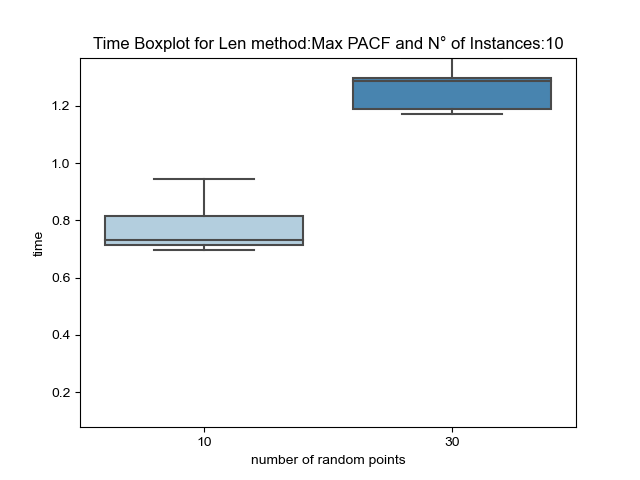 Time Boxplot for Len method:Max PACF and N° of Instances:10
1.2
1.0
0.8
0.6
0.4
0.2
time
10
30
number of random points